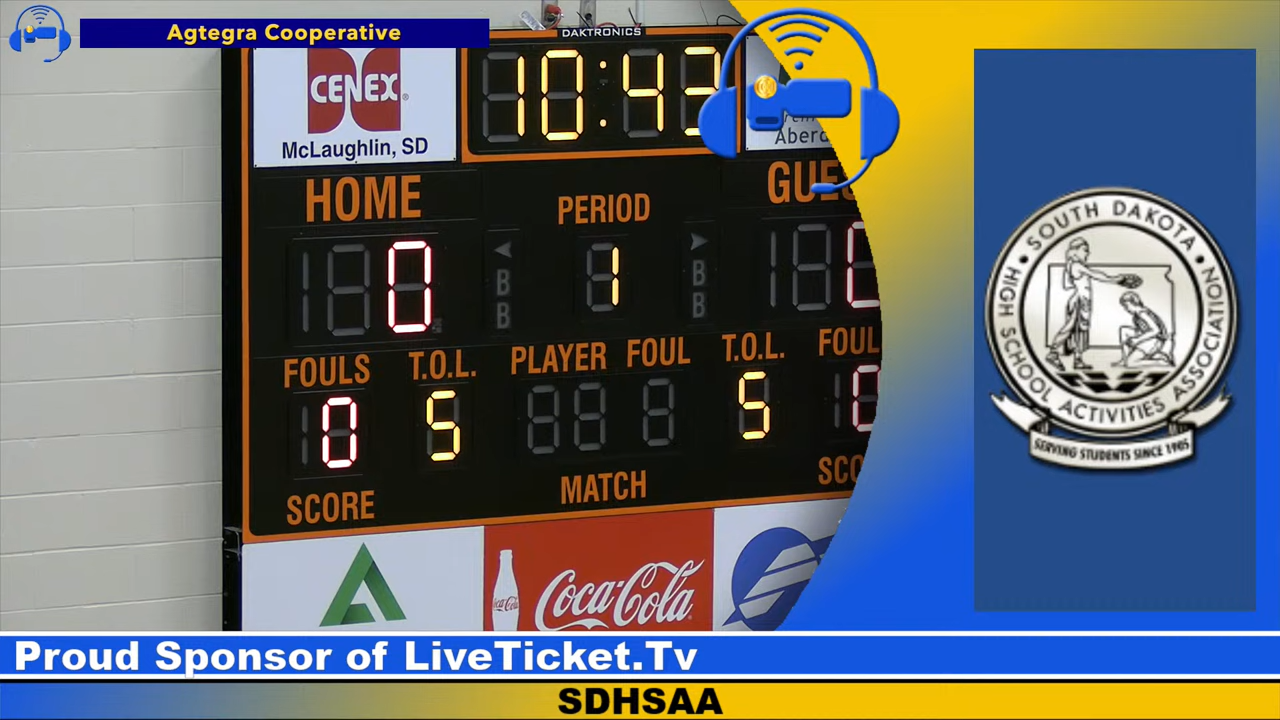 Agtegra Cooperative
DAKTRONICS
CENEX®
McLaughlin, SD
10:43
HOME
PERIOD
0
1
B
B
B
B
FOULS
T.O.L.
PLAYER FOUL
T.O.L.
0
5
5
SCORE
MATCH
Coca-Cola
Coca-Cola
SOUTH DAKOTA
HIGH SCHOOL ACTIVITIES ASSOCIATION
SERVING STUDENTS SINCE 1905
Proud Sponsor of LiveTicket.Tv
SDHSAA